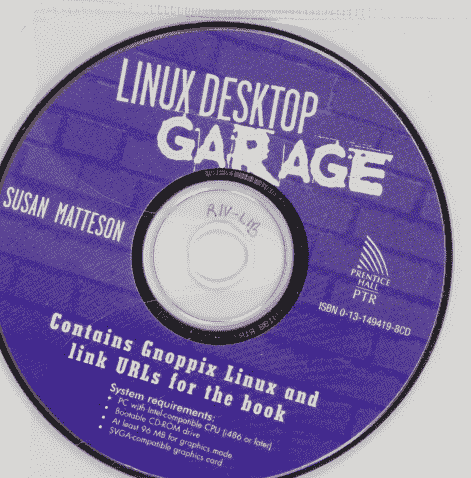 LINUX DESKTOP
GARAGE
SUSAN MATTESON
RIV-LIB
PRENTICE
HALL
PTR
ISBN 0-13-149419-8CD
Contains Gnoppix Linux and
link URLs for the book
System requirements:
• PC with Intel-compatible CPU (i486 or later)
• Bootable CD-ROM drive
• At least 96 MB for graphics mode
• SVGA-compatible graphics card